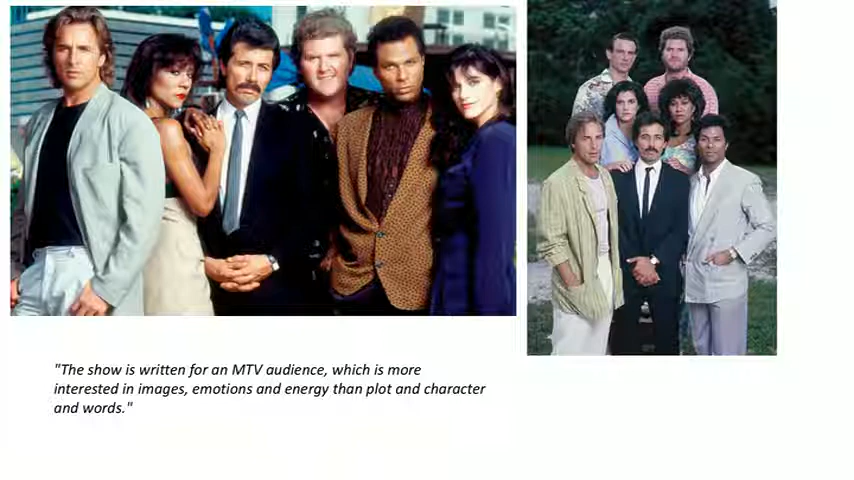 "The show is written for an MTV audience, which is more
interested in images, emotions and energy than plot and character
and words."